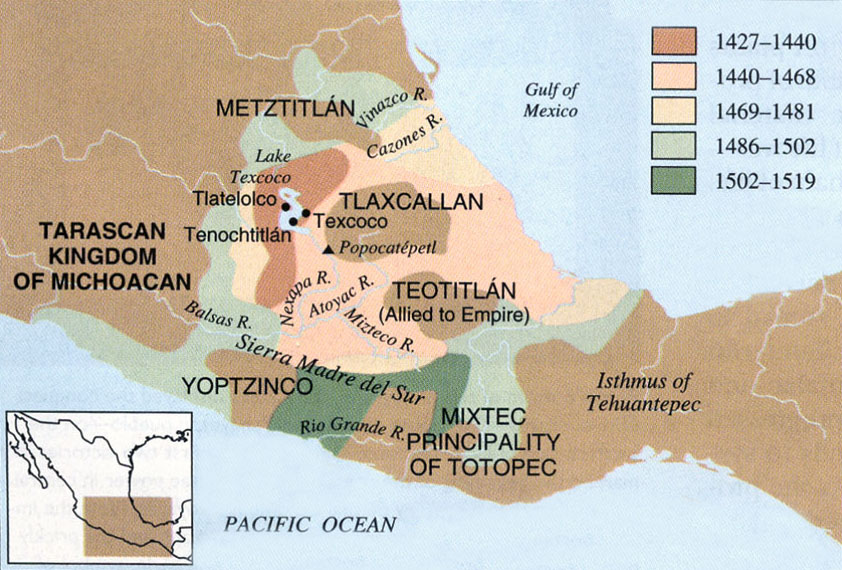 1427–1440
1440–1468
1469–1481
1486–1502
1502–1519
Gulf of
Mexico
METZTITLÁN
Vinazco R.
Cazones R.
Lake
Texcoco
Tlatelolco
TLAXCALLAN
Texcoco
Tenochtitlán
TARASCAN
KINGDOM
OF MICHOACAN
Popocatépetl
Nexapa R.
Atoyac R.
TEOTITLÁN
(Allied to Empire)
Balsas R.
Mizteco R.
Sierra Madre del Sur
YOPTZINCO
Isthmus of
Tehuantepec
Rio Grande R.
MIXTEC
PRINCIPALITY
OF TOTOPEC
PACIFIC OCEAN